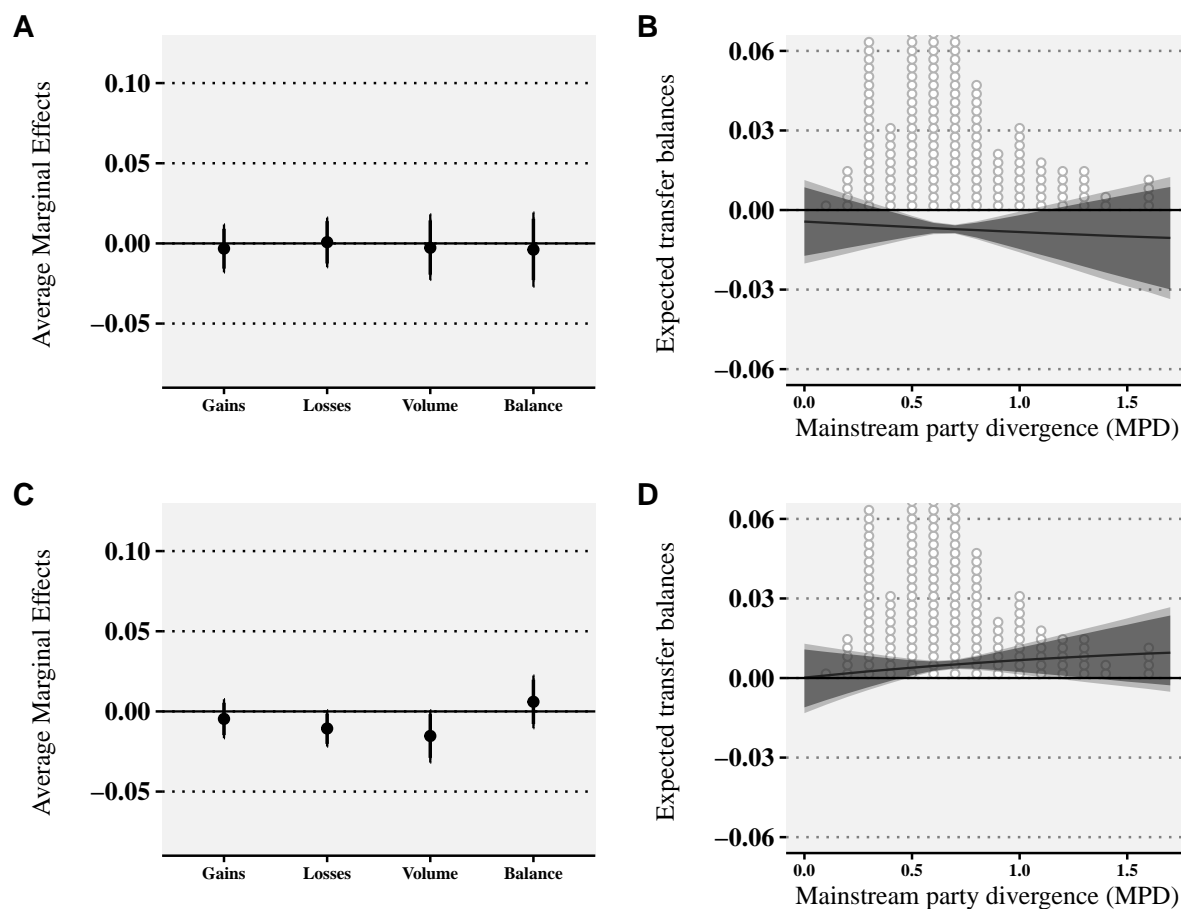 A
Average Marginal Effects
0.10
0.05
0.00
−0.05
Gains Losses Volume Balance
B
Expected transfer balances
0.06
0.03
0.00
−0.03
−0.06
0.0 0.5 1.0 1.5
Mainstream party divergence (MPD)
C
Average Marginal Effects
0.10
0.05
0.00
−0.05
Gains Losses Volume Balance
D
Expected transfer balances
0.06
0.03
0.00
−0.03
−0.06
0.0 0.5 1.0 1.5
Mainstream party divergence (MPD)